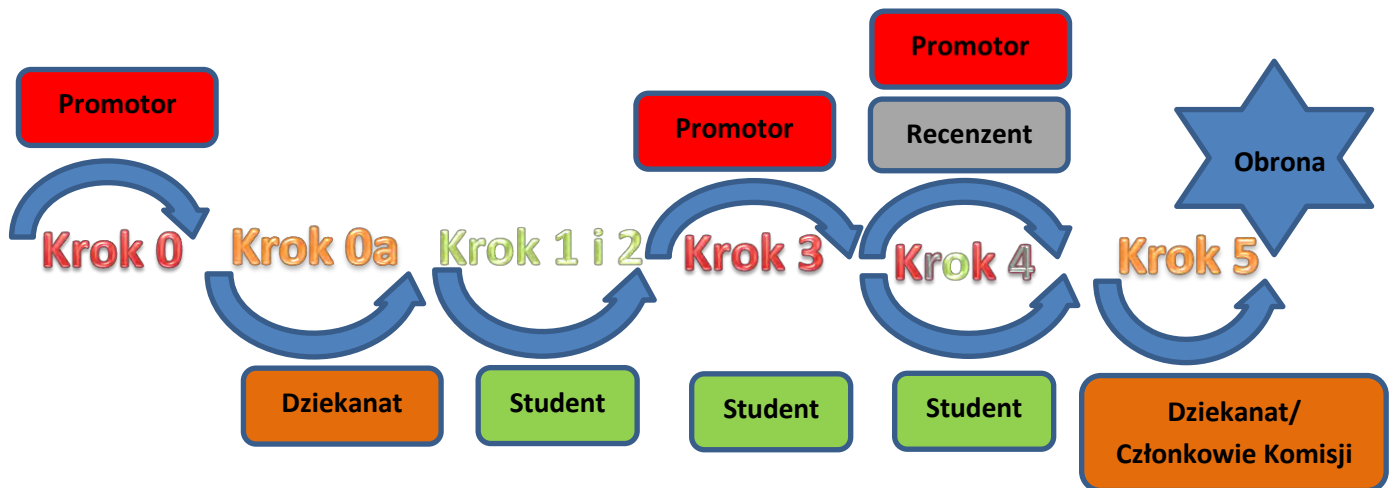 Promotor
Promotor
Promotor
Recenzent
Obrona
Krok 0
Krok 0a
Krok 1 i 2
Krok 3
Krok 4
Krok 5
Dziekanat
Student
Student
Student
Dziekanat/
Członkowie Komisji